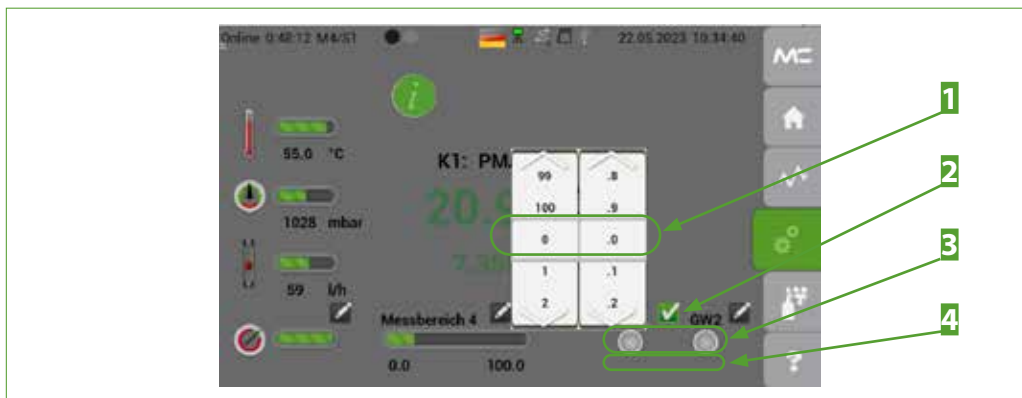 Online 0:48:12 M4/S1 22.05.2023 10:34:40
MC
i
1
55.0 °C
K1: PM
99 .8
2
100 .9
20.9
1028 mbar
0 .0
3
1 .1
59 l/h
2 .2
Messbereich 4
GW2
4
0.0 100.0
?